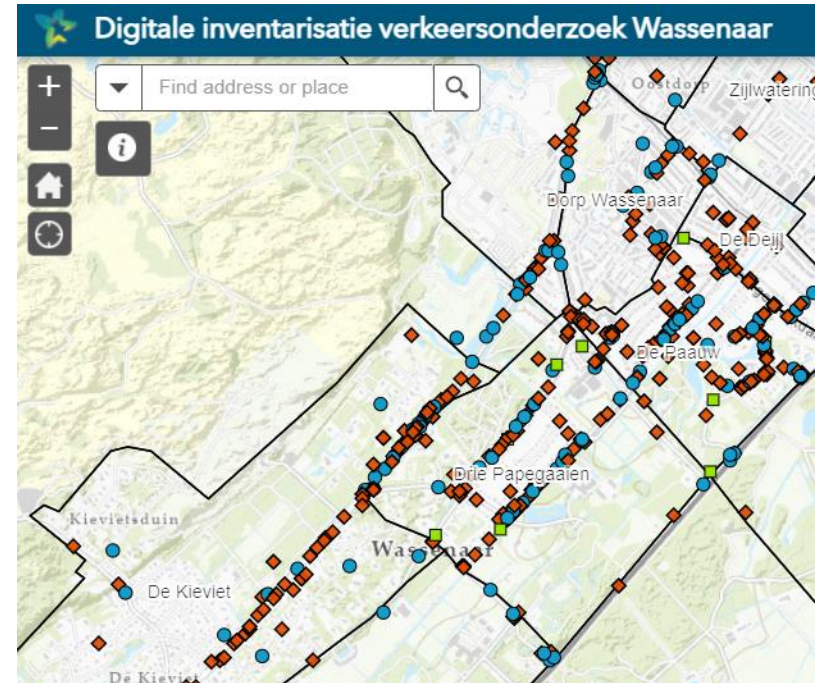 Digitale inventarisatie verkeersonderzoek Wassenaar
+
Find address or place
−
i
Oostdorp
Zijlwatering
Dorp Wassenaar
De Deijl
De Paauw
Drie Papegaaien
Kievietsduin
Wassenaar
De Kieviet
De Kieviet